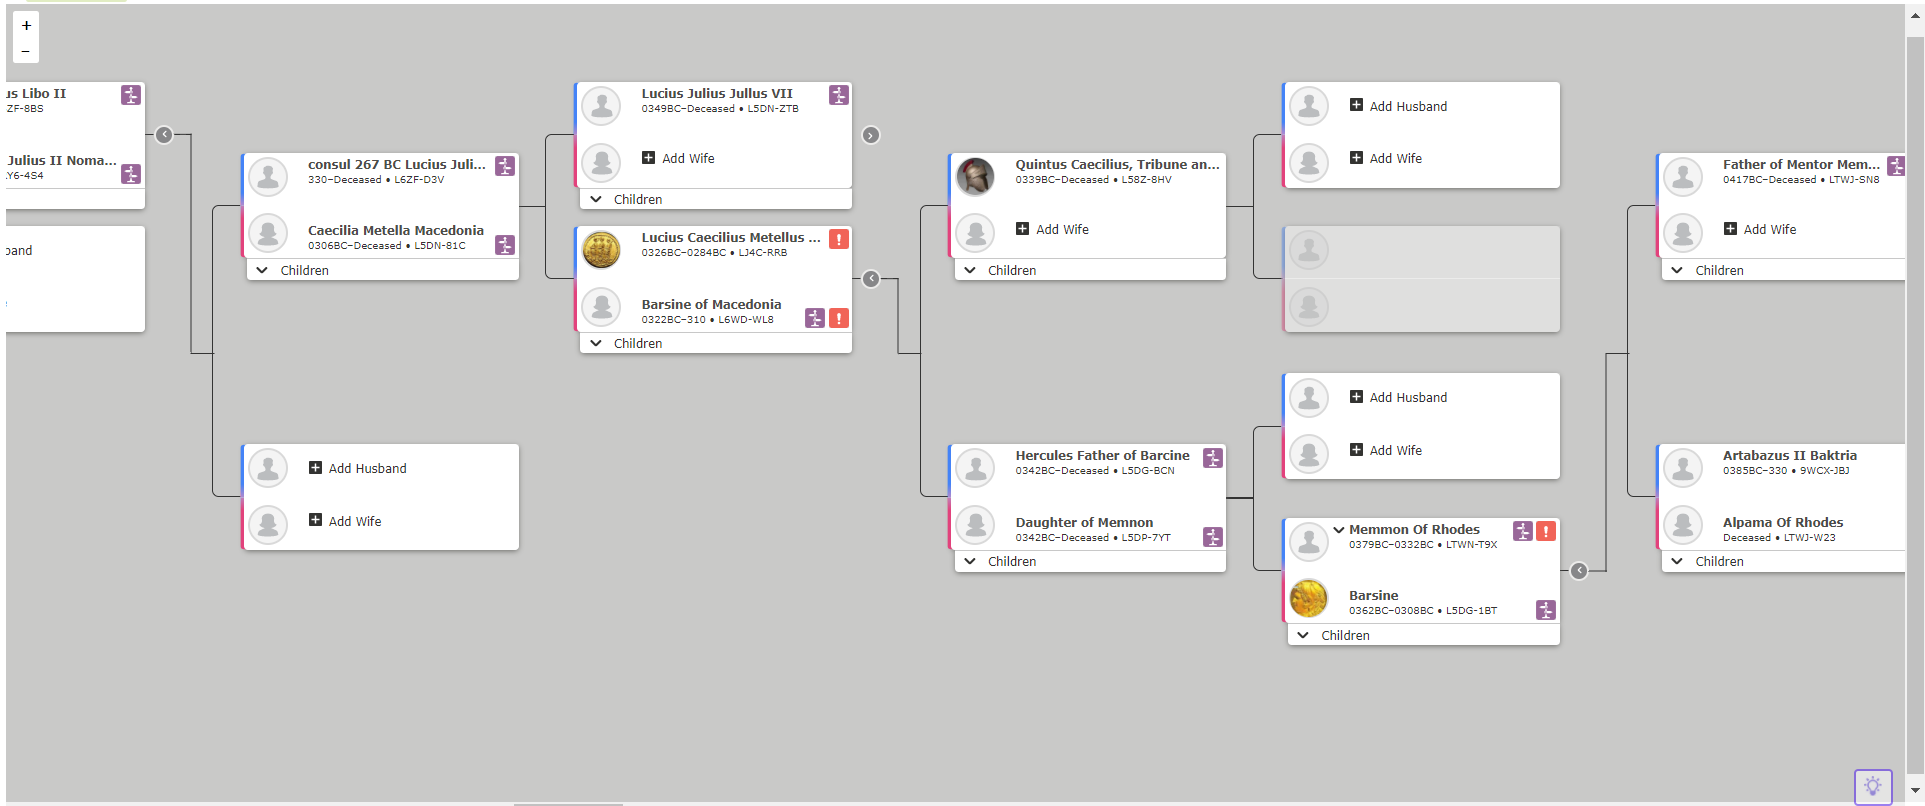 +
−
us Libo II
ZF-8BS
Julius II Noma...
Y6-4S4
band
consul 267 BC Lucius Juli...
330–Deceased • L6ZF-D3V
Caecilia Metella Macedonia
0306BC–Deceased • L5DN-81C
Children
Add Husband
Add Wife
Lucius Julius Jullus VII
0349BC–Deceased • L5DN-ZTB
Add Wife
Children
Lucius Caecilius Metellus ...
0326BC–0284BC • LJ4C-RRB
Barsine of Macedonia
0322BC–310 • L6WD-WL8
Children
Quintus Caecilius, Tribune an...
0339BC–Deceased • L58Z-8HV
Add Wife
Children
Hercules Father of Barcine
0342BC–Deceased • L5DG-BCN
Daughter of Memnon
0342BC–Deceased • L5DP-7YT
Children
Add Husband
Add Wife
Add Husband
Add Wife
Memmon Of Rhodes
0379BC–0332BC • LTWN-T9X
Barsine
0362BC–0308BC • L5DG-1BT
Children
Father of Mentor Mem...
0417BC–Deceased • LTWJ-SN8
Add Wife
Children
Artabazus II Baktria
0385BC–330 • 9WCX-JBJ
Alpama Of Rhodes
Deceased • LTWJ-W23
Children